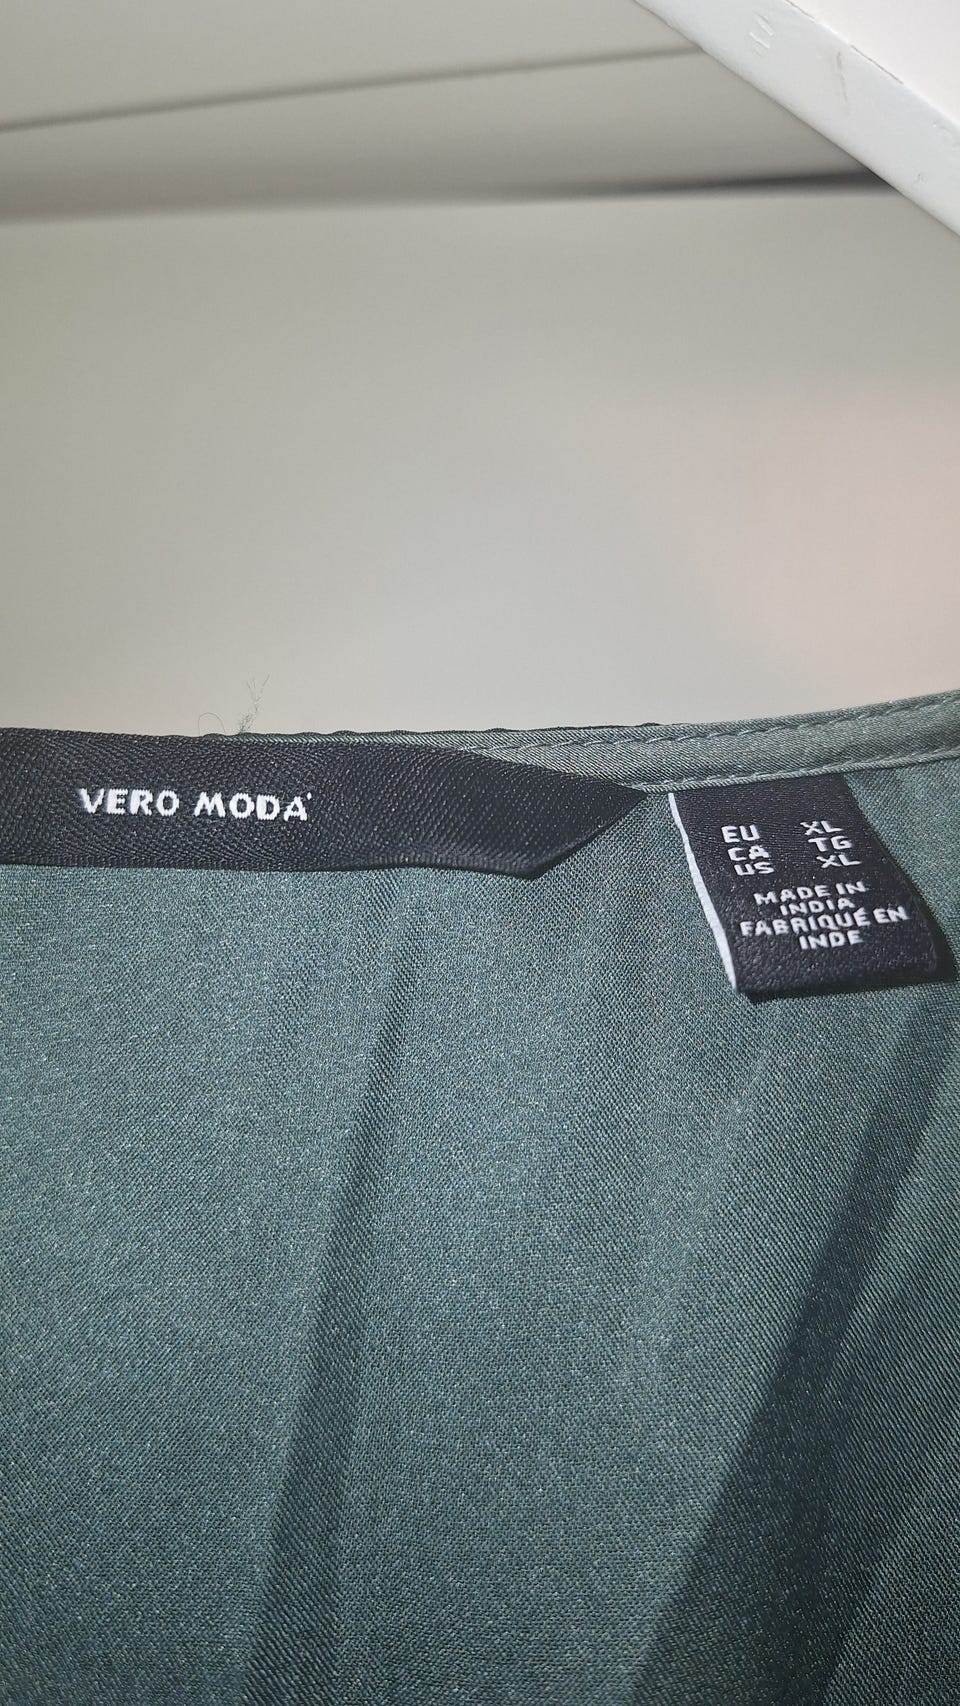 VERO MODA
EU XL
CA TG
US XL
MADE IN
INDIA
FABRIQUÉ EN
INDE